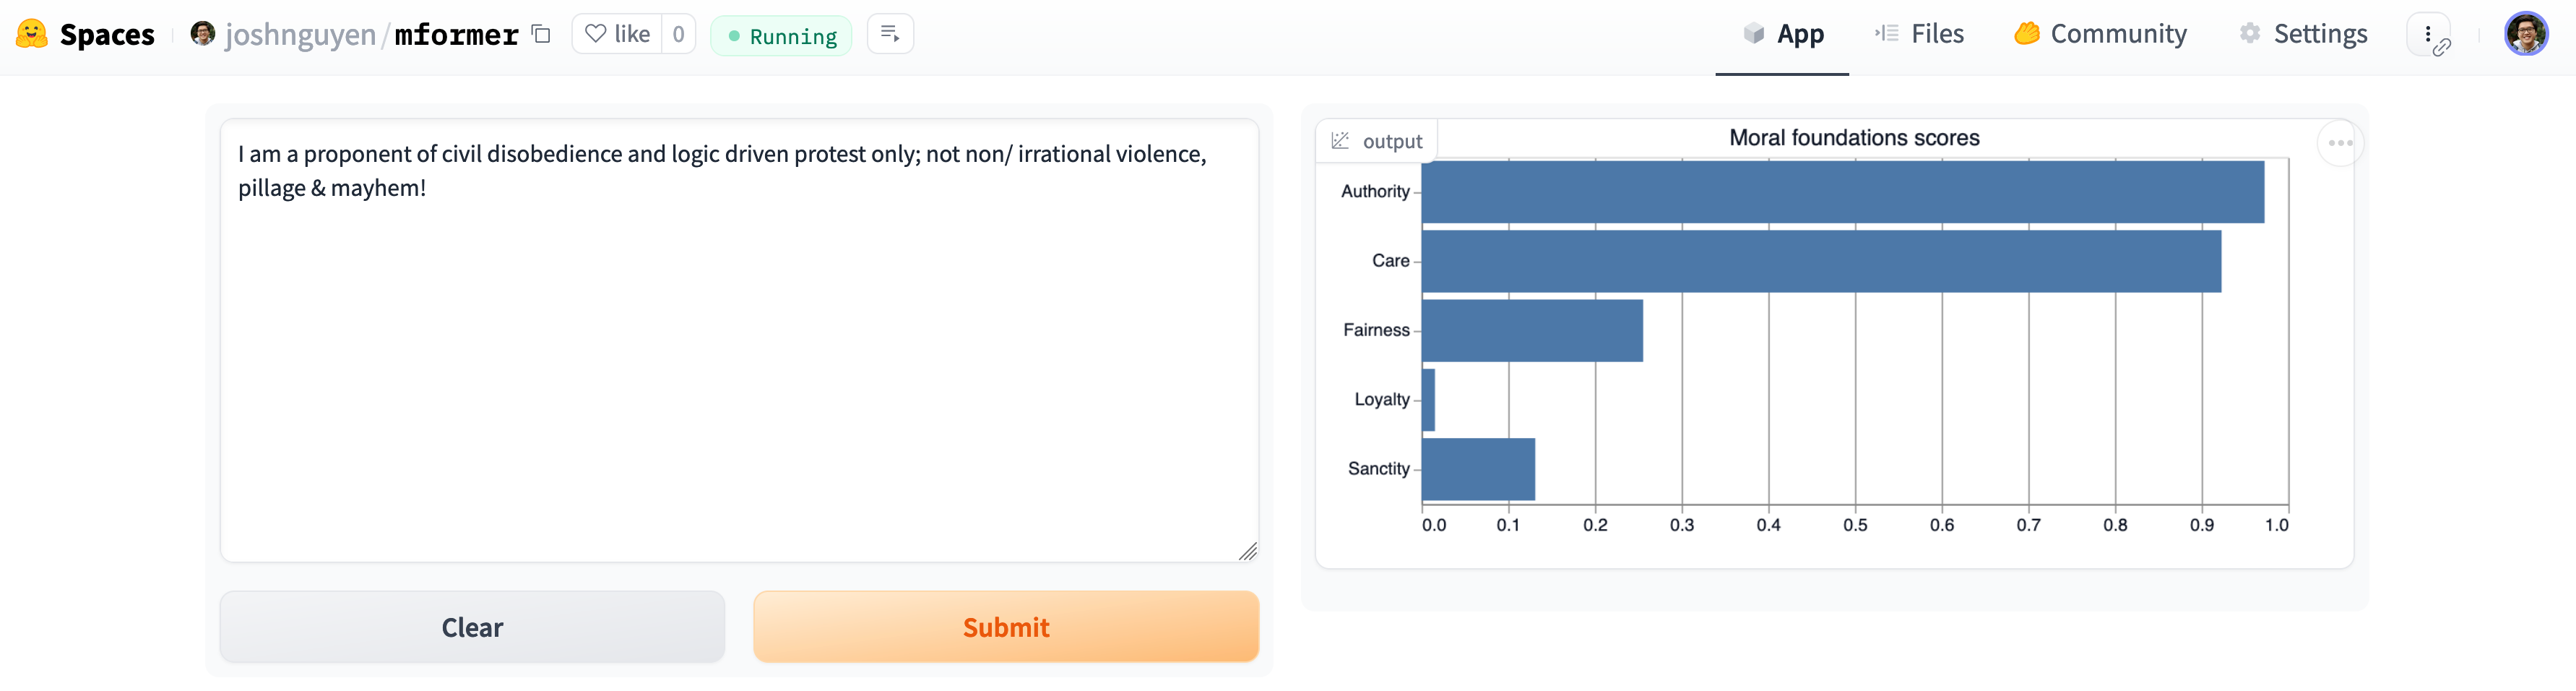 Spaces
joshnguyen/mformer
like 0
Running
App
Files
Community
Settings
I am a proponent of civil disobedience and logic driven protest only; not non/ irrational violence,
pillage & mayhem!
Clear
Submit
output
Moral foundations scores
Authority
Care
Fairness
Loyalty
Sanctity
0.0 0.1 0.2 0.3 0.4 0.5 0.6 0.7 0.8 0.9 1.0